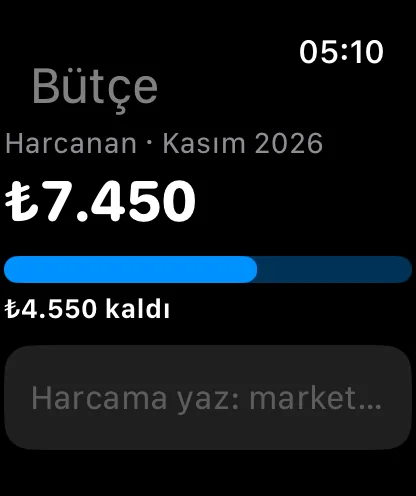 05:10
Bütçe
Harcanan · Kasım 2026
₺7.450
₺4.550 kaldı
Harcama yaz: market...